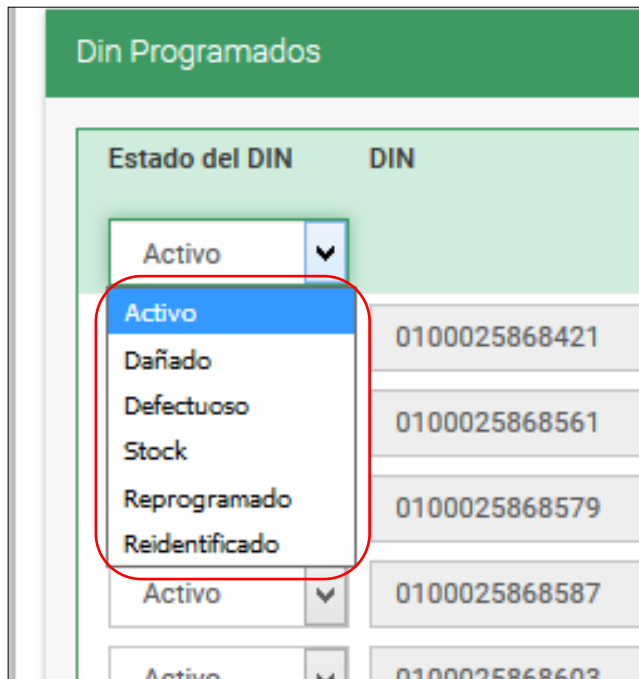 Din Programados
Estado del DIN DIN
Activo
Activo
Dañado
Defectuoso
Stock
Reprogramado
Reidentificado
0100025868421
0100025868561
0100025868579
Activo 0100025868587
Activo 0100025868603